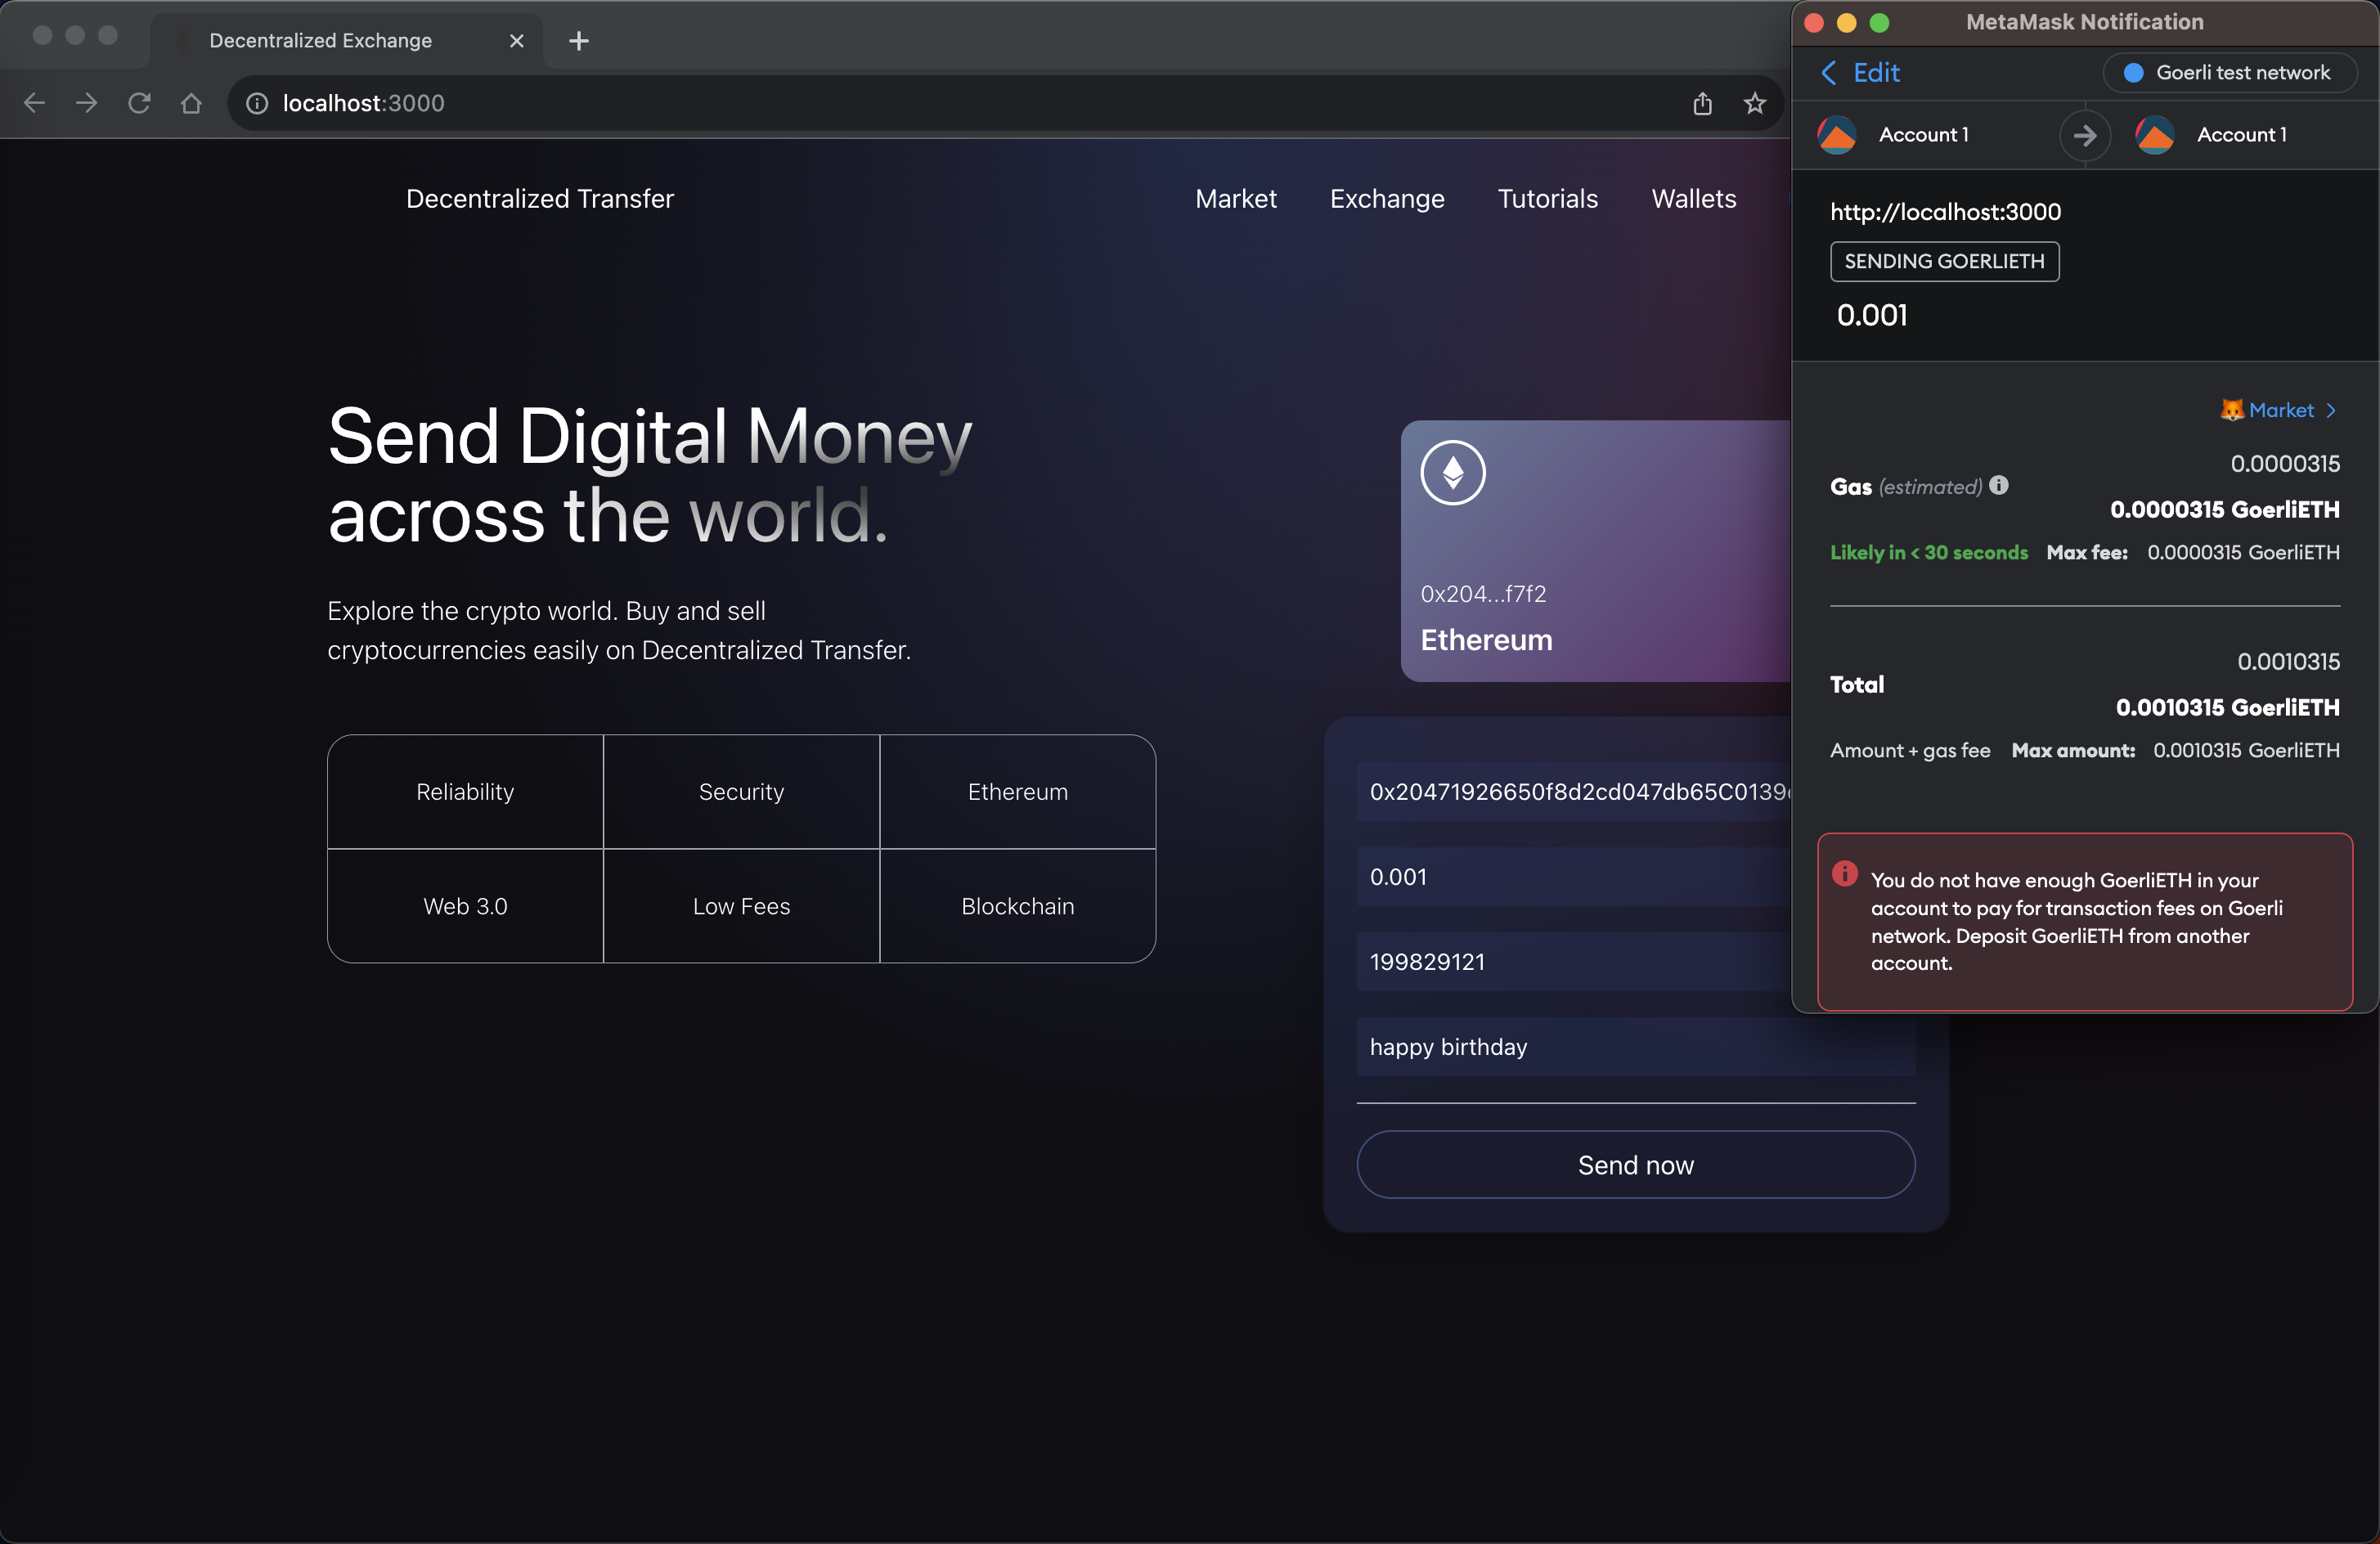 Decentralized Exchange
localhost:3000
Decentralized Transfer
Market
Exchange
Tutorials
Wallets
Send Digital Money
across the world.
Explore the crypto world. Buy and sell
cryptocurrencies easily on Decentralized Transfer.
Reliability
Security
Ethereum
Web 3.0
Low Fees
Blockchain
0x204...f7f2
Ethereum
0x20471926650f8d2cd047db65C0139
0.001
199829121
happy birthday
Send now
MetaMask Notification
Edit
Goerli test network
Account 1
Account 1
http://localhost:3000
SENDING GOERLIETH
0.001
Market
0.0000315
Gas (estimated)
0.0000315 GoerliETH
Likely in < 30 seconds Max fee: 0.0000315 GoerliETH
0.0010315
Total
0.0010315 GoerliETH
Amount + gas fee Max amount: 0.0010315 GoerliETH
You do not have enough GoerliETH in your
account to pay for transaction fees on Goerli
network. Deposit GoerliETH from another
account.